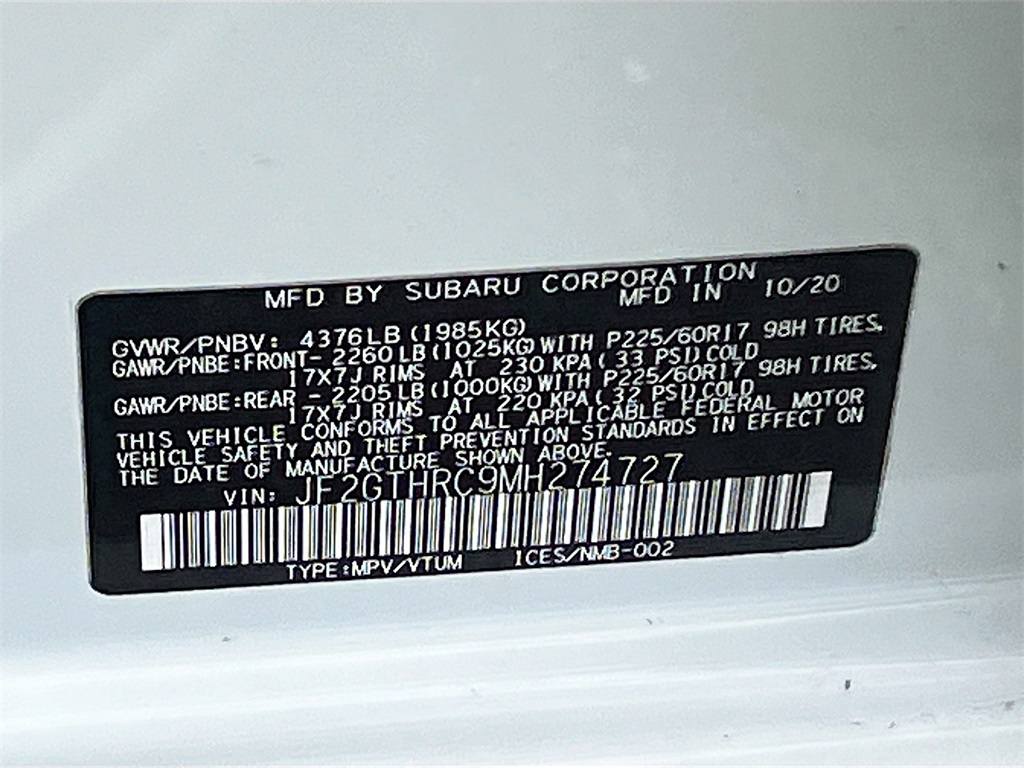 MFD BY SUBARU CORPORATION
MFD IN 10/20
GVWR/PNBV: 4376LB (1985KG)
GAWR/PNBE:FRONT- 2260LB (1025KG) WITH P225/60R17 98H TIRES.
17X7J RIMS AT 230 KPA ( 33 PSI) COLD
GAWR/PNBE:REAR - 2205LB (1000KG) WITH P225/60R17 98H TIRES.
17X7J RIMS AT 220 KPA ( 32 PSI) COLD
THIS VEHICLE CONFORMS TO ALL APPLICABLE FEDERAL MOTOR
VEHICLE SAFETY AND THEFT PREVENTION STANDARDS IN EFFECT ON
THE DATE OF MANUFACTURE SHOWN ABOVE.
VIN: JF2GTHRC9MH274727
TYPE:MPV/VTUM ICES/NMB-002